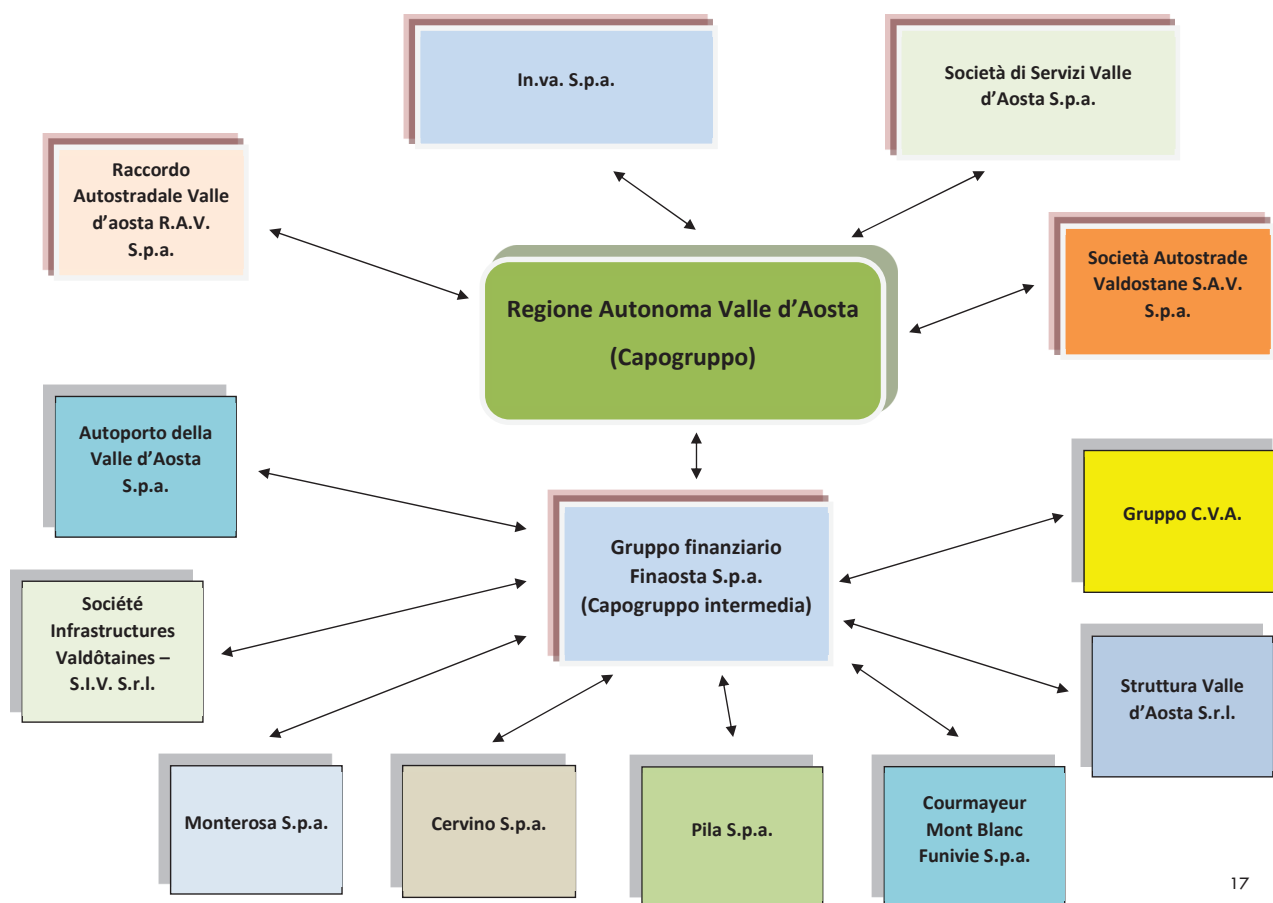 In.va. S.p.a.
Società di Servizi Valle
d’Aosta S.p.a.
Raccordo
Autostradale Valle
d’aosta R.A.V.
S.p.a.
Società Autostrade
Valdostane S.A.V.
S.p.a.
Regione Autonoma Valle d’Aosta
(Capogruppo)
Autoporto della
Valle d’Aosta
S.p.a.
Gruppo C.V.A.
Gruppo finanziario
Finaosta S.p.a.
(Capogruppo intermedia)
Société
Infrastructures
Valdôtaines –
S.I.V. S.r.l.
Struttura Valle
d’Aosta S.r.l.
Monterosa S.p.a.
Cervino S.p.a.
Pila S.p.a.
Courmayeur
Mont Blanc
Funivie S.p.a.
17